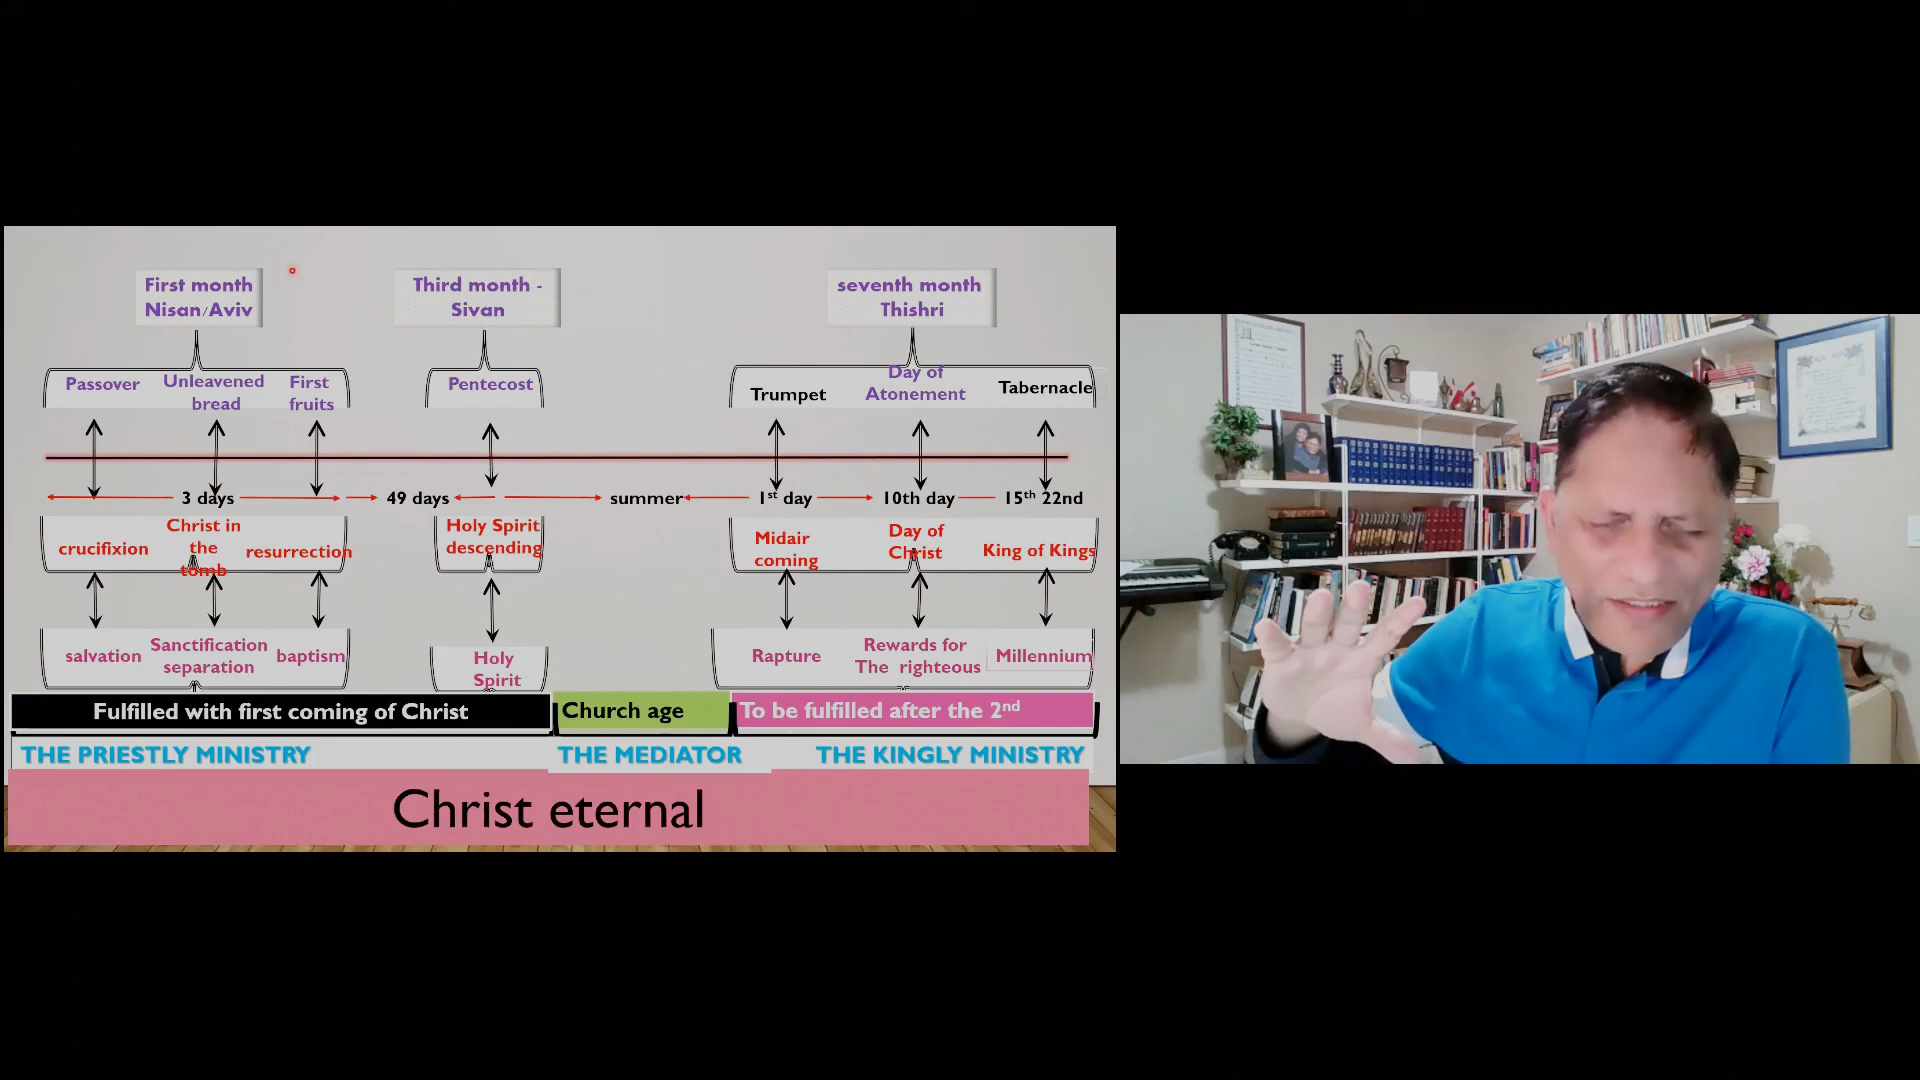 First month
Nisan/Aviv
Third month -
Sivan
seventh month
Thishri
Passover
Unleavened
bread
First
fruits
Pentecost
Trumpet
Day of
Atonement
Tabernacle
3 days
49 days
summer
1st day
10th day
15th 22nd
crucifixion
Christ in
the
tomb
resurrection
Holy Spirit
descending
Midair
coming
Day of
Christ
King of Kings
salvation
Sanctification
separation
baptism
Holy
Spirit
Rapture
Rewards for
The righteous
Millennium
Fulfilled with first coming of Christ
Church age
To be fulfilled after the 2nd
THE PRIESTLY MINISTRY
THE MEDIATOR
THE KINGLY MINISTRY
Christ eternal